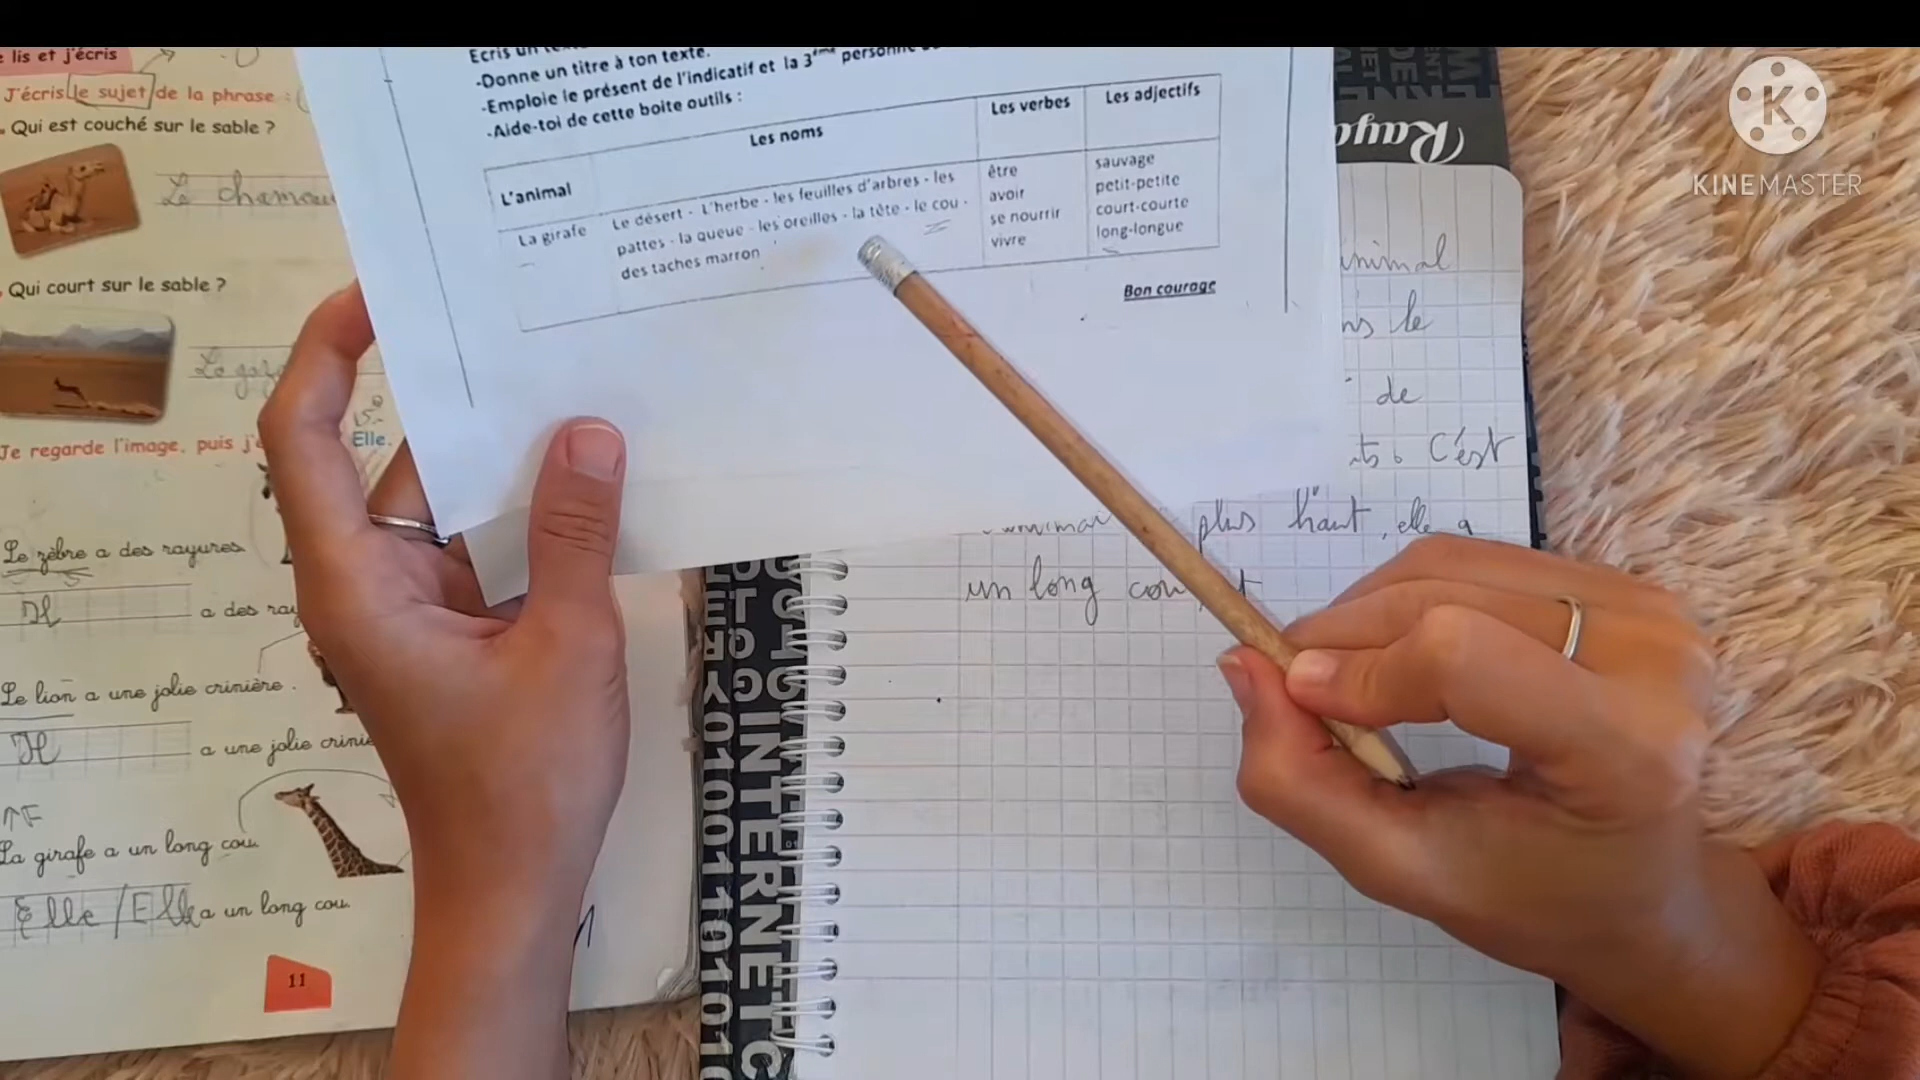 lis et j'écris
J'écris le sujet de la phrase :
Qui est couché sur le sable ?
Le chameau
Qui court sur le sable ?
Je regarde l'image, puis j'é
Elle.
Le zèbre a des rayures.
Il a des ray
Le lion a une jolie crinière.
Il a une jolie criniè
La girafe a un long cou.
Elle / Elle a un long cou.
11
Ecris un
-Donne un titre à ton texte.
-Emploie le présent de l'indicatif et la 3ème personne
-Aide-toi de cette boite outils :
L'animal
Les noms
Les verbes
Les adjectifs
La girafe
Le désert - L'herbe - les feuilles d'arbres - les
pattes - la queue - les oreilles - la tête - le cou -
des taches marron
être
avoir
se nourrir
vivre
sauvage
petit-petite
court-courte
long-longue
Bon courage
animal
ns le
de
ts. C'est
plus haut, elle a
un long cou et
INTERNET
K
KINEMASTER